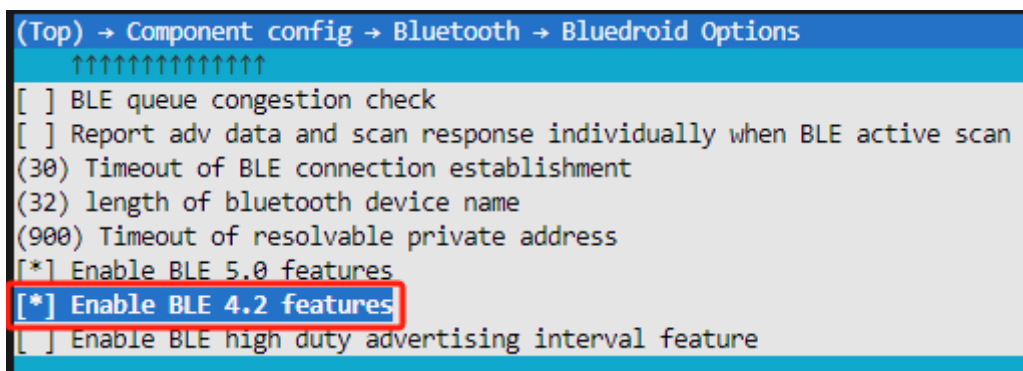 (Top) → Component config → Bluetooth → Bluedroid Options
↑↑↑↑↑↑↑↑↑↑↑↑↑↑
[ ] BLE queue congestion check
[ ] Report adv data and scan response individually when BLE active scan
(30) Timeout of BLE connection establishment
(32) length of bluetooth device name
(900) Timeout of resolvable private address
[*] Enable BLE 5.0 features
[*] Enable BLE 4.2 features
[ ] Enable BLE high duty advertising interval feature